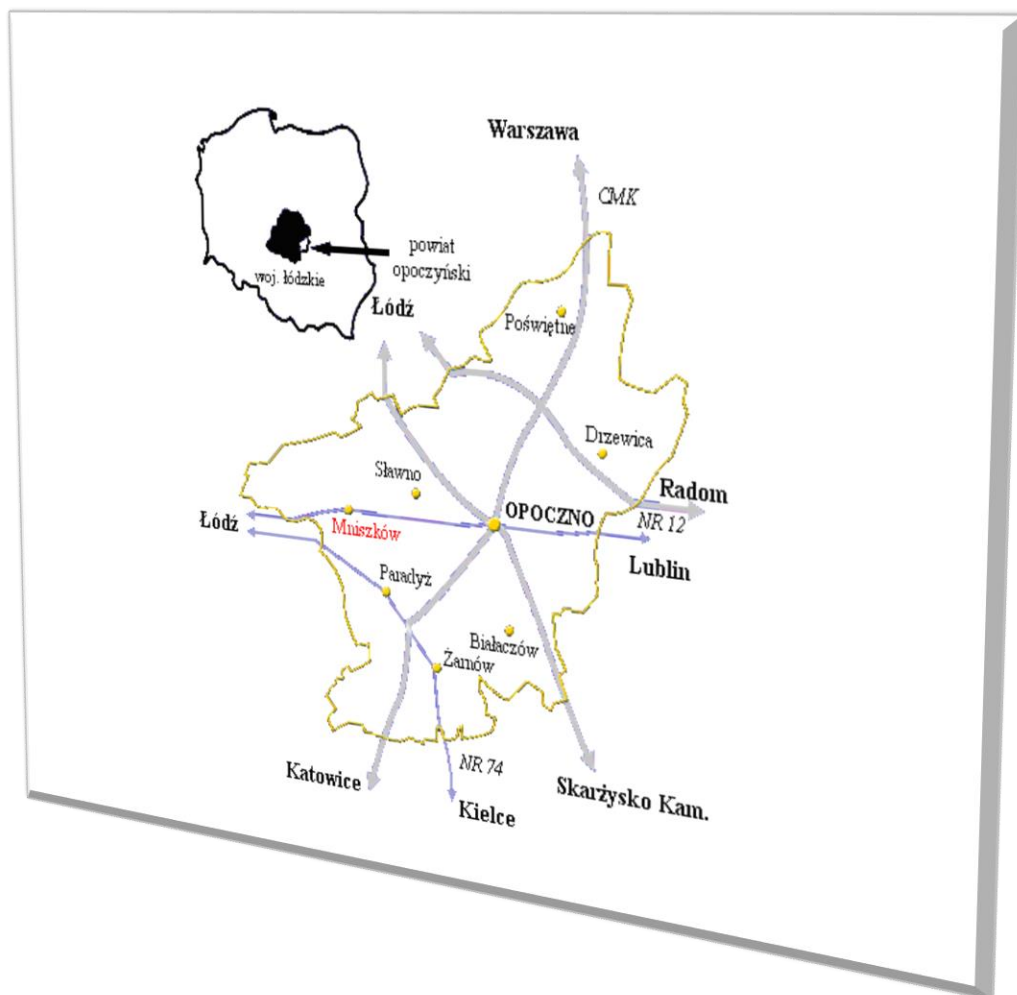 Warszawa
CMK
powiat
opoczyński
woj. łódzkie
Łódź
Poświętne
Drzewica
Sławno
Radom
OPOCZNO
NR 12
Łódź
Mniszków
Lublin
Paradyż
Białaczów
Żarnów
Katowice
NR 74
Kielce
Skarżysko Kam.